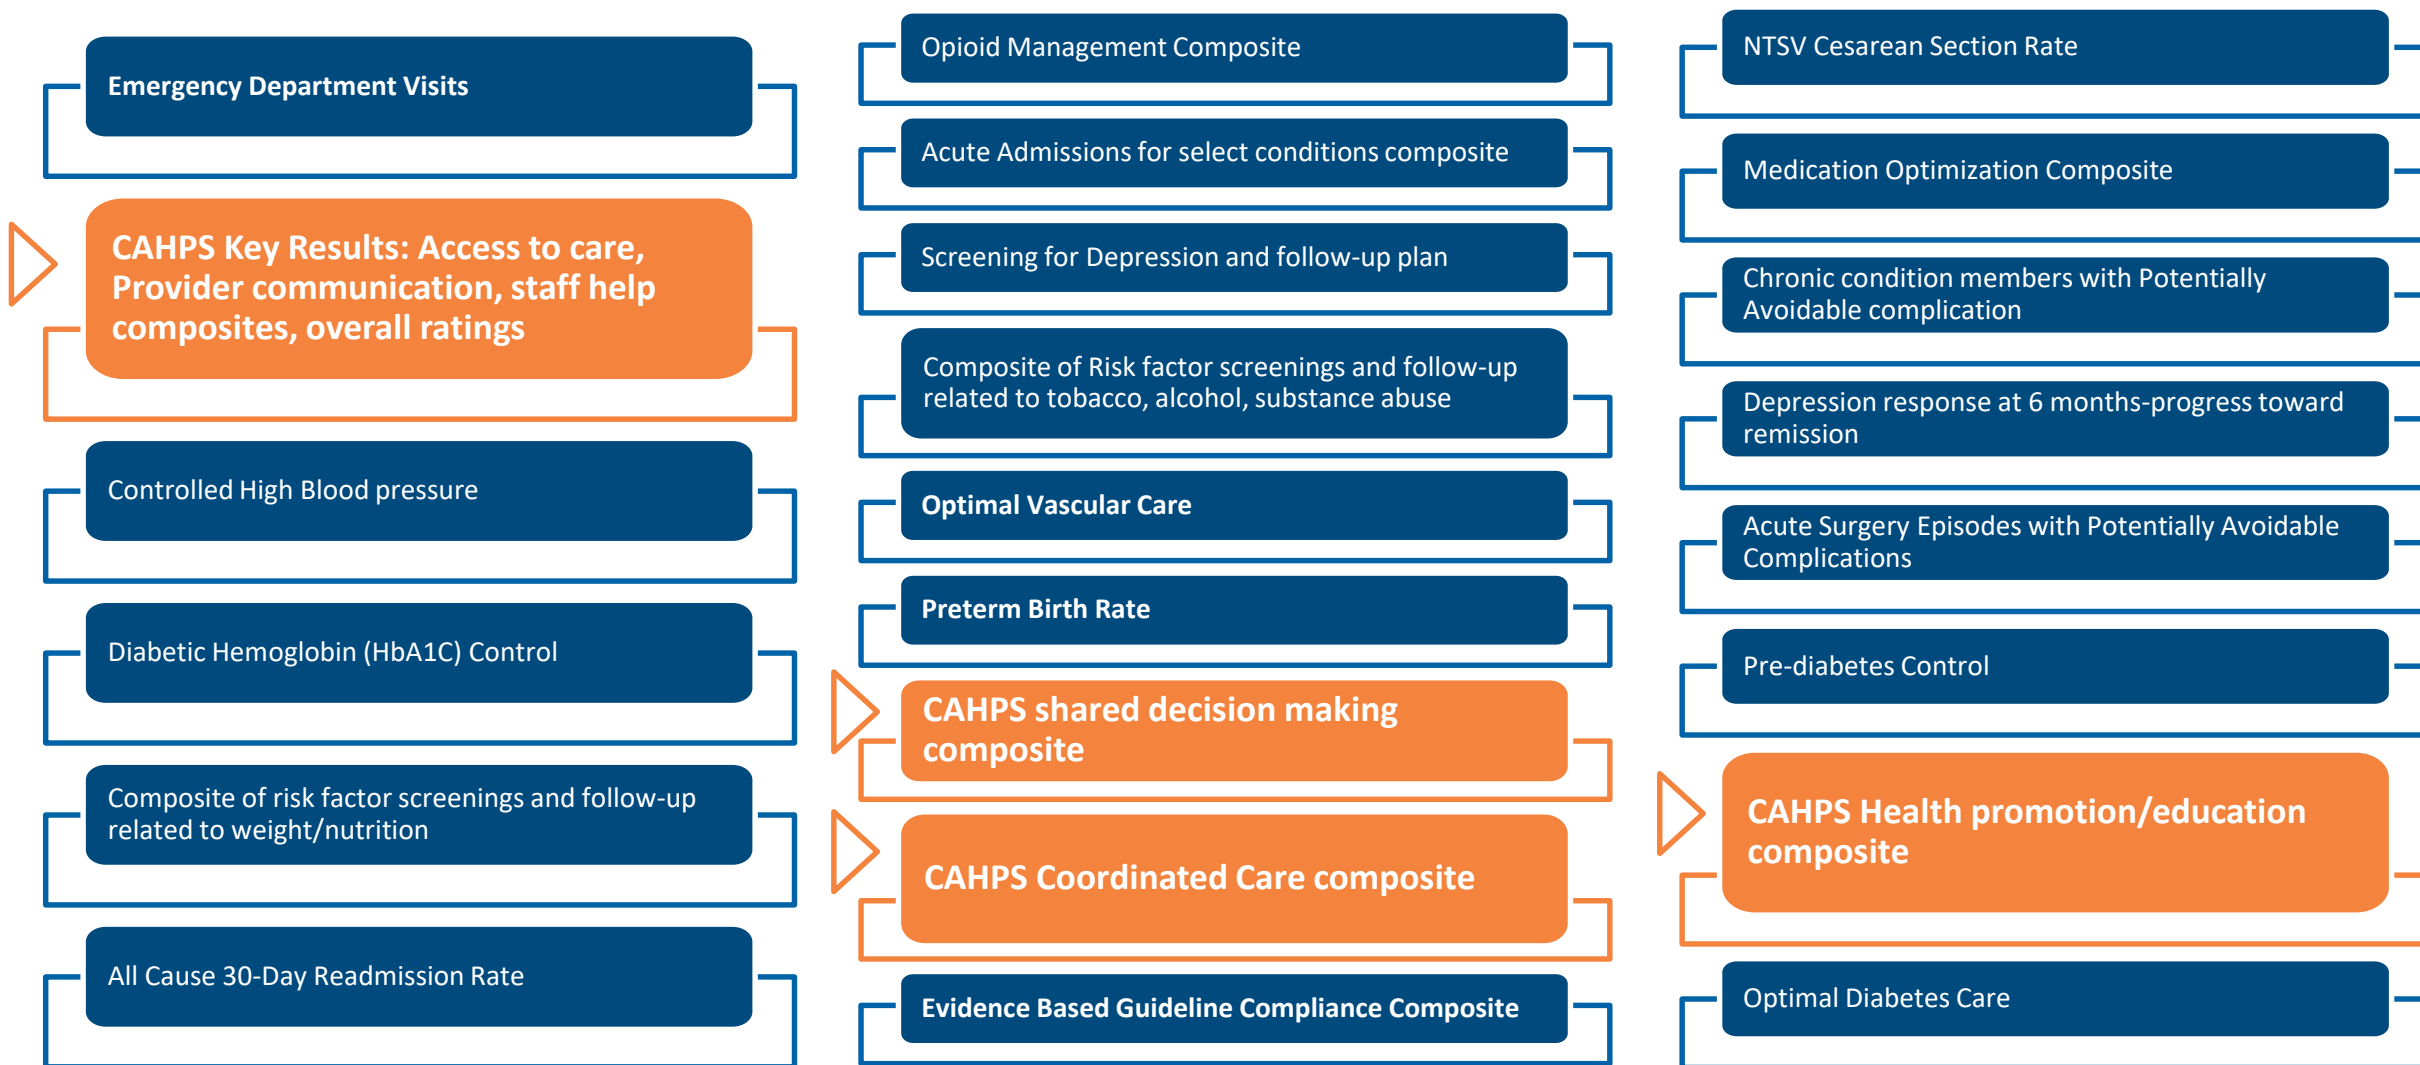 Emergency Department Visits
CAHPS Key Results: Access to care,
Provider communication, staff help
composites, overall ratings
Controlled High Blood pressure
Diabetic Hemoglobin (HbA1C) Control
Composite of risk factor screenings and follow-up
related to weight/nutrition
All Cause 30-Day Readmission Rate
Opioid Management Composite
Acute Admissions for select conditions composite
Screening for Depression and follow-up plan
Composite of Risk factor screenings and follow-up
related to tobacco, alcohol, substance abuse
Optimal Vascular Care
Preterm Birth Rate
CAHPS shared decision making
composite
CAHPS Coordinated Care composite
Evidence Based Guideline Compliance Composite
NTSV Cesarean Section Rate
Medication Optimization Composite
Chronic condition members with Potentially
Avoidable complication
Depression response at 6 months-progress toward
remission
Acute Surgery Episodes with Potentially Avoidable
Complications
Pre-diabetes Control
CAHPS Health promotion/education
composite
Optimal Diabetes Care